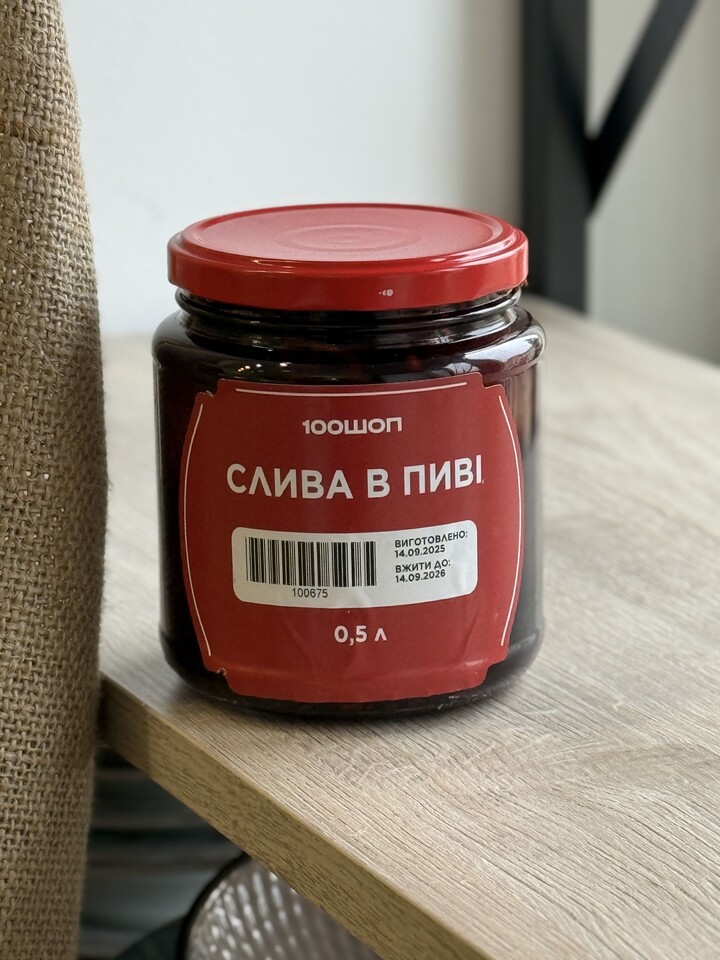 100ШОП
СЛИВА В ПИВІ
ВИГОТОВЛЕНО:
14.09.2025
ВЖИТИ ДО:
14.09.2026
100675
0,5 л